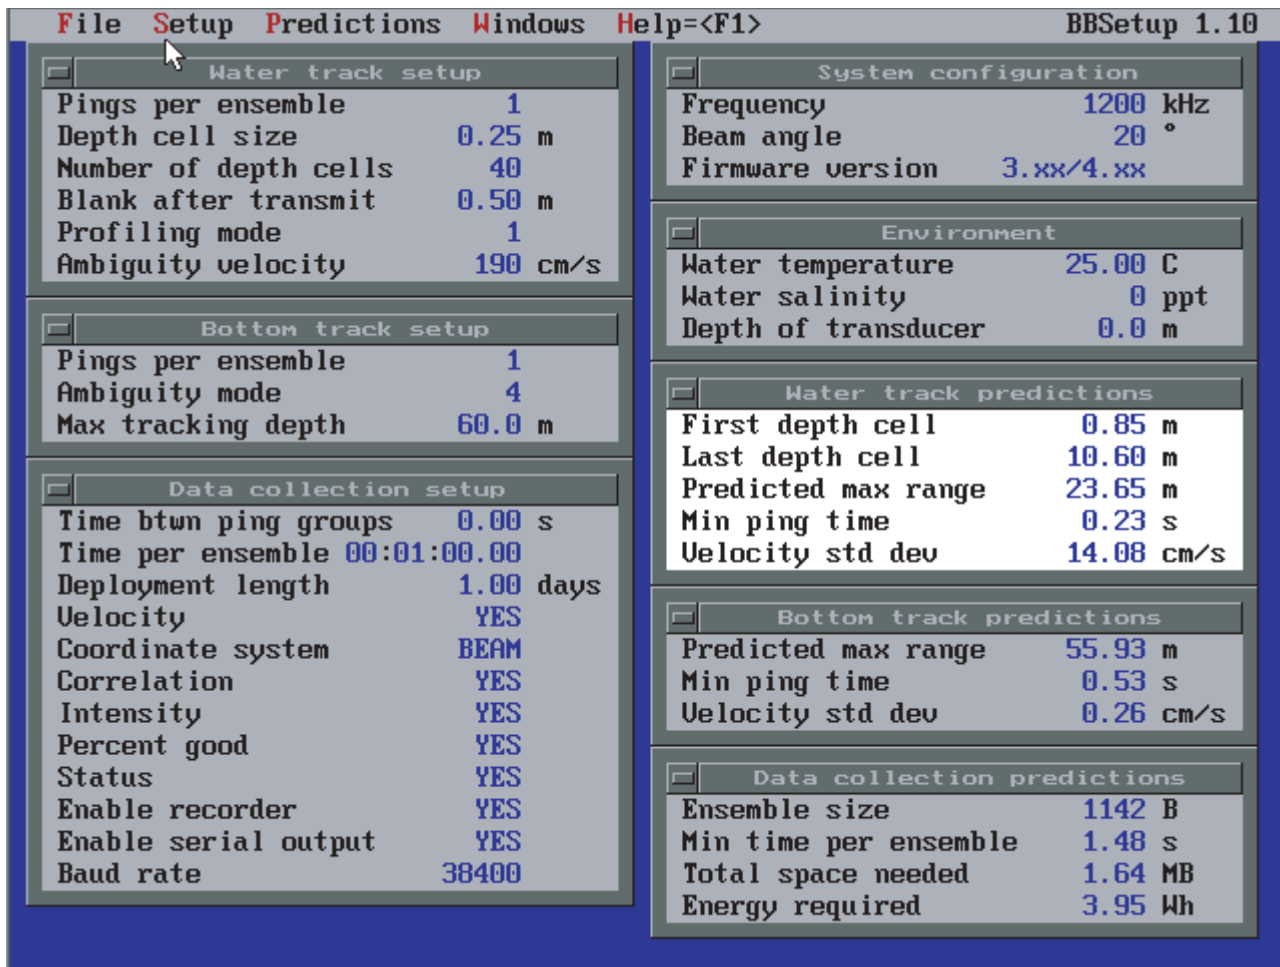 File Setup Predictions Windows Help=<F1> BBSetup 1.10
Water track setup
Pings per ensemble 1
Depth cell size 0.25 m
Number of depth cells 40
Blank after transmit 0.50 m
Profiling mode 1
Ambiguity velocity 190 cm/s
Bottom track setup
Pings per ensemble 1
Ambiguity mode 4
Max tracking depth 60.0 m
Data collection setup
Time btwn ping groups 0.00 s
Time per ensemble 00:01:00.00
Deployment length 1.00 days
Velocity YES
Coordinate system BEAM
Correlation YES
Intensity YES
Percent good YES
Status YES
Enable recorder YES
Enable serial output YES
Baud rate 38400
System configuration
Frequency 1200 kHz
Beam angle 20 °
Firmware version 3.xx/4.xx
Environment
Water temperature 25.00 C
Water salinity 0 ppt
Depth of transducer 0.0 m
Water track predictions
First depth cell 0.85 m
Last depth cell 10.60 m
Predicted max range 23.65 m
Min ping time 0.23 s
Velocity std dev 14.08 cm/s
Bottom track predictions
Predicted max range 55.93 m
Min ping time 0.53 s
Velocity std dev 0.26 cm/s
Data collection predictions
Ensemble size 1142 B
Min time per ensemble 1.48 s
Total space needed 1.64 MB
Energy required 3.95 Wh